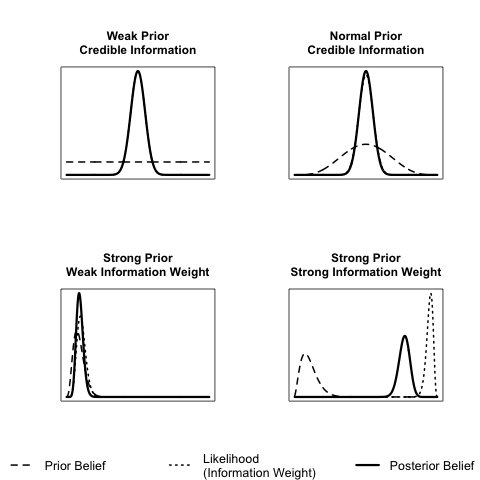 Weak Prior
Credible Information
Normal Prior
Credible Information
Strong Prior
Weak Information Weight
Strong Prior
Strong Information Weight
Prior Belief
Likelihood
(Information Weight)
Posterior Belief